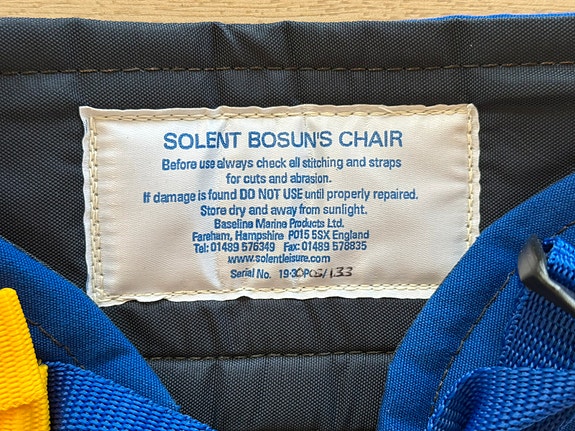 SOLENT BOSUN'S CHAIR
Before use always check all stitching and straps
for cuts and abrasion.
If damage is found DO NOT USE until properly repaired.
Store dry and away from sunlight.
Baseline Marine Products Ltd.
Fareham, Hampshire PO15 5SX England
Tel: 01489 576349 Fax: 01489 578835
www.solentleisure.com
Serial No.